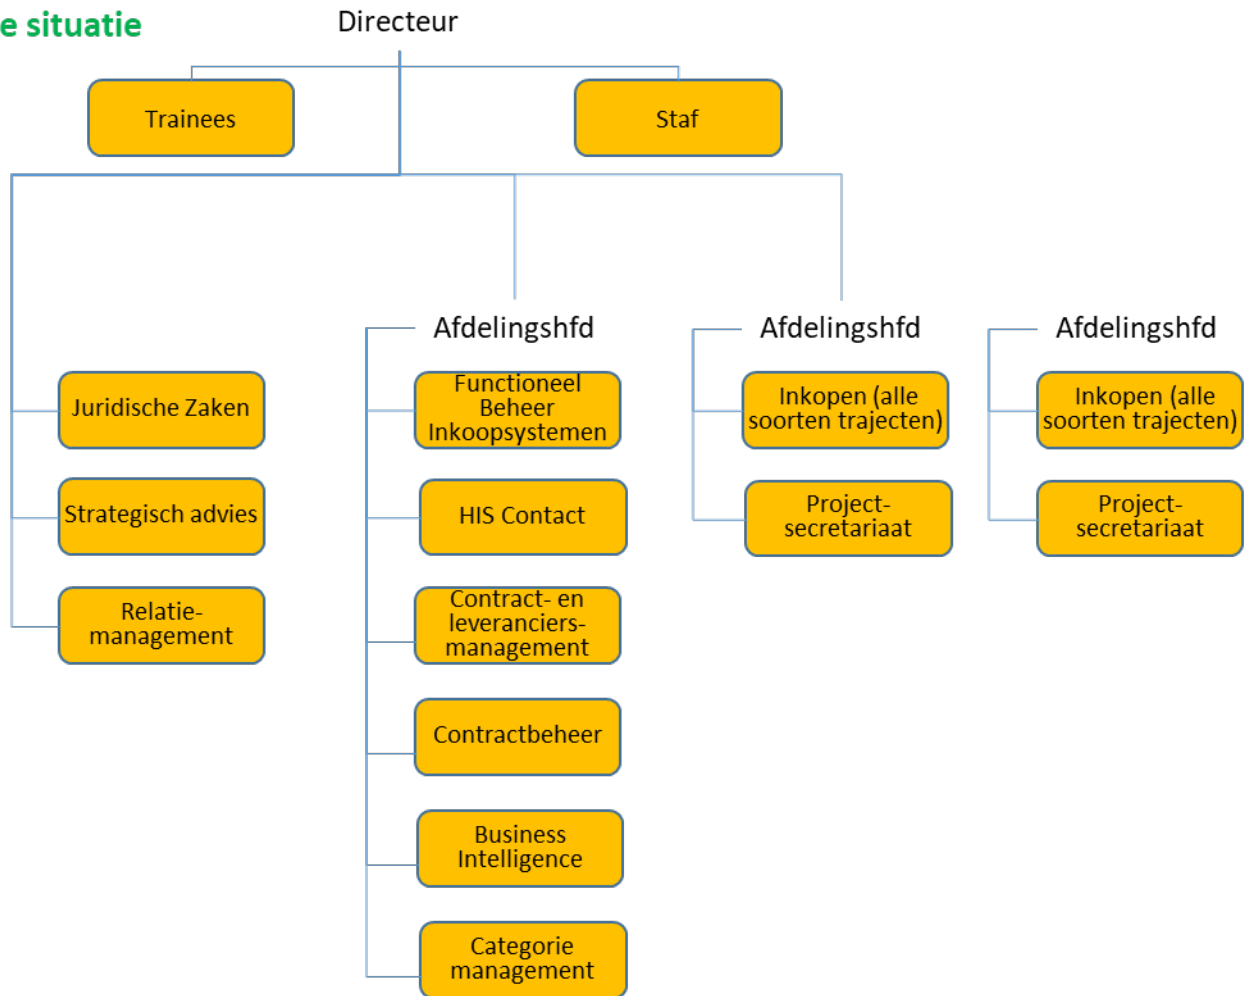 e situatie
Directeur
Trainees
Staf
Afdelingshfd
Afdelingshfd
Afdelingshfd
Juridische Zaken
Strategisch advies
Relatie-
management
Functioneel
Beheer
Inkoopsystemen
HIS Contact
Contract- en
leveranciers-
management
Contractbeheer
Business
Intelligence
Categorie
management
Inkopen (alle
soorten trajecten)
Project-
secretariaat
Inkopen (alle
soorten trajecten)
Project-
secretariaat